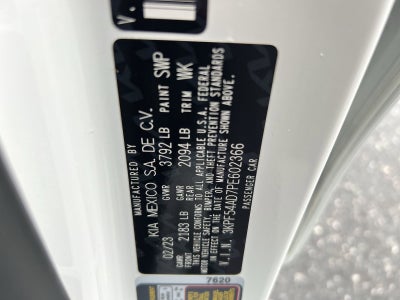 V.
MANUFACTURED BY
KIA MEXICO S.A. DE C.V.
02/23 GVWR 3792 LB PAINT SWP
GAWR FRONT 2183 LB GAWR REAR 2094 LB TRIM WK
THIS VEHICLE CONFORMS TO ALL APPLICABLE U.S.A. FEDERAL
MOTOR VEHICLE SAFETY, BUMPER, AND THEFT PREVENTION STANDARDS
IN EFFECT ON THE DATE OF MANUFACTURE SHOWN ABOVE.
V.I.N. 3KPF54AD7PE602366
PASSENGER CAR
7620